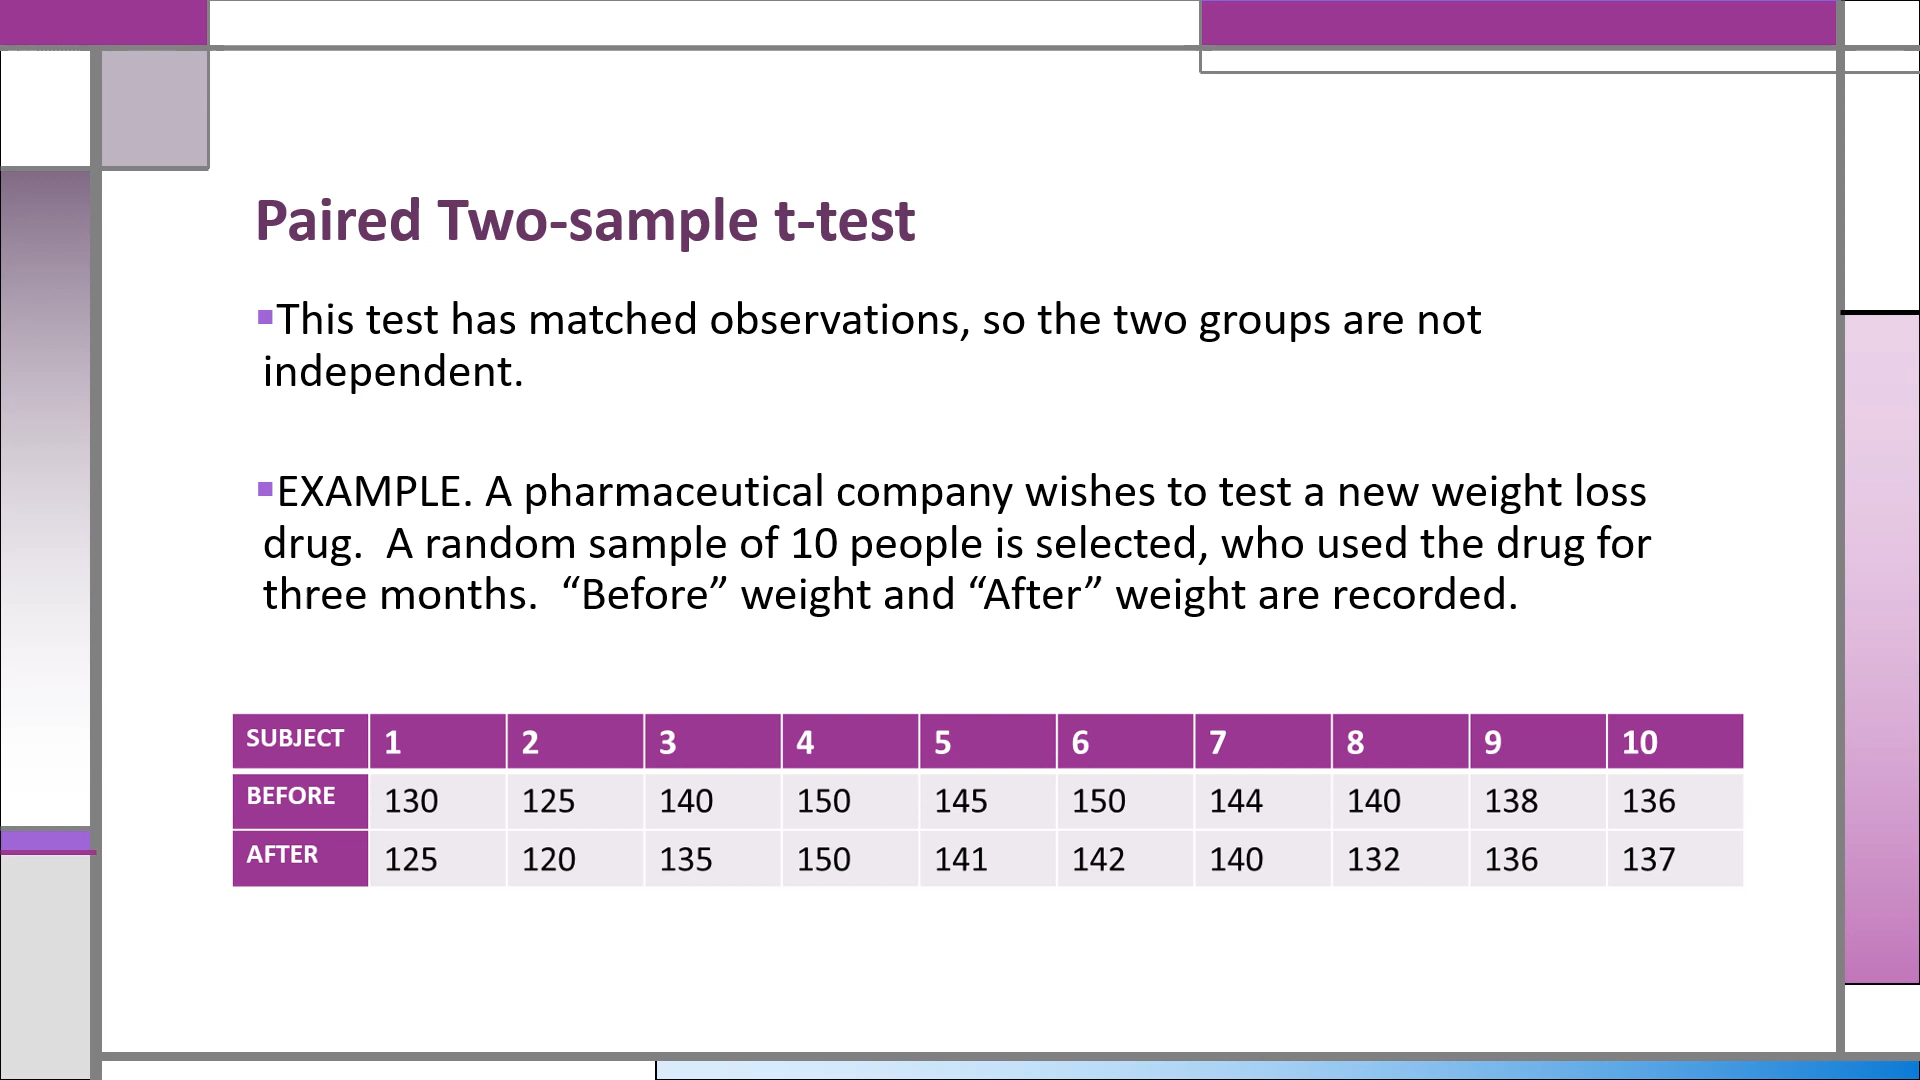 Paired Two-sample t-test
▪This test has matched observations, so the two groups are not
independent.
▪EXAMPLE. A pharmaceutical company wishes to test a new weight loss
drug.  A random sample of 10 people is selected, who used the drug for
three months.  “Before” weight and “After” weight are recorded.
SUBJECT 1 2 3 4 5 6 7 8 9 10
BEFORE 130 125 140 150 145 150 144 140 138 136
AFTER 125 120 135 150 141 142 140 132 136 137